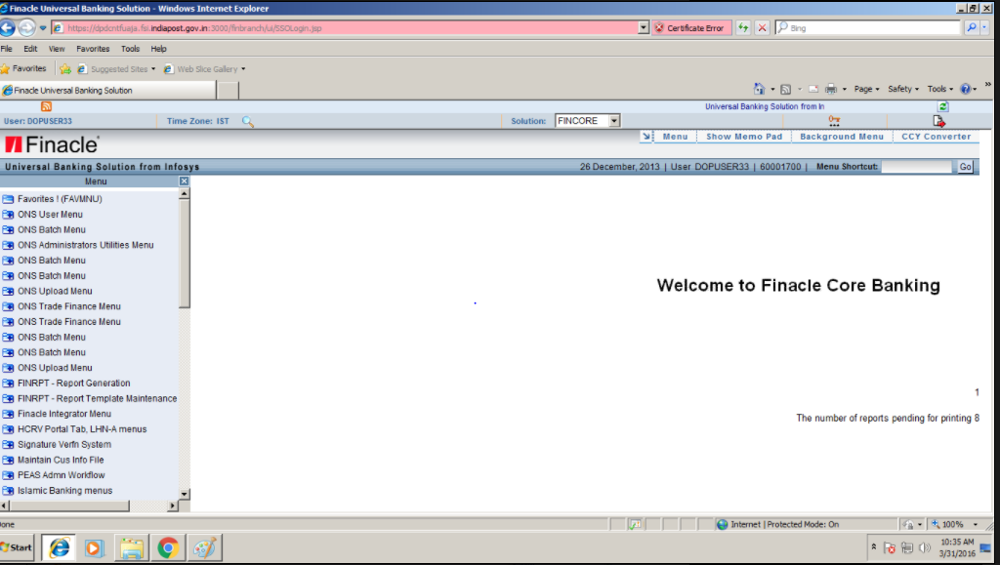 Finacle Universal Banking Solution - Windows Internet Explorer
https://dpdcntfuaja.fsi.indiapost.gov.in:3000/finbranch/ui/SSOLogin.jsp Certificate Error Bing
File Edit View Favorites Tools Help
Favorites Suggested Sites Web Slice Gallery
Finacle Universal Banking Solution Page Safety Tools
Universal Banking Solution from In
User: DOPUSER33 Time Zone: IST Solution: FINCORE
Finacle Menu Show Memo Pad Background Menu CCY Converter
Universal Banking Solution from Infosys 26 December, 2013 | User DOPUSER33 | 60001700 | Menu Shortcut: Go
Menu
Favorites ! (FAVMNU)
ONS User Menu
ONS Batch Menu
ONS Administrators Utilities Menu
ONS Batch Menu
ONS Batch Menu
ONS Upload Menu
ONS Trade Finance Menu
ONS Trade Finance Menu
ONS Batch Menu
ONS Batch Menu
ONS Upload Menu
FINRPT - Report Generation
FINRPT - Report Template Maintenance
Finacle Integrator Menu
HCRV Portal Tab, LHN-A menus
Signature Verfn System
Maintain Cus Info File
PEAS Admn Workflow
Islamic Banking menus
Welcome to Finacle Core Banking
1
The number of reports pending for printing 8
one Internet | Protected Mode: On 100%
Start 10:35 AM
3/31/2016